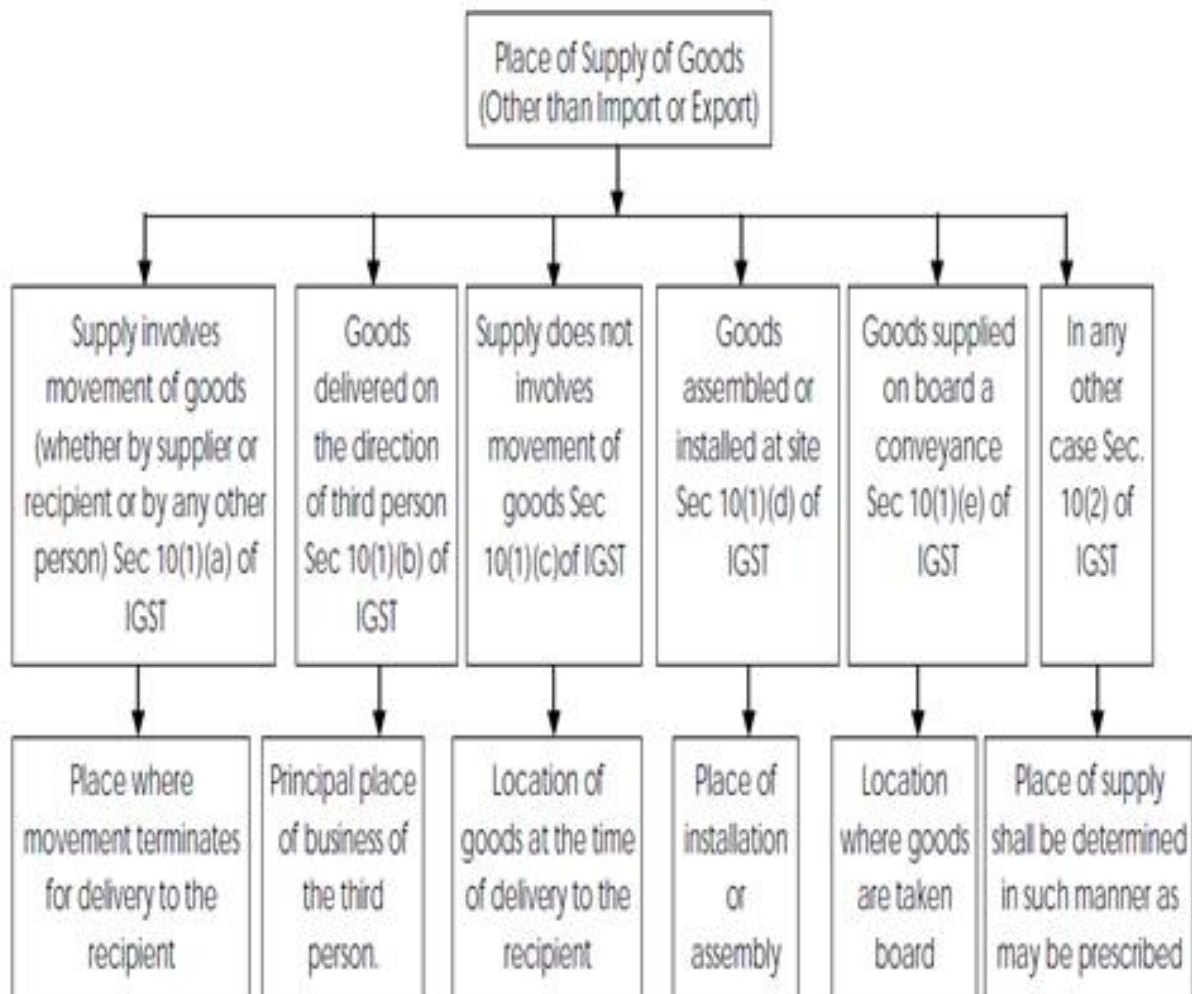 Place of Supply of Goods
(Other than Import or Export)
Supply involves
movement of goods
(whether by supplier or
recipient or by any other
person) Sec 10(1)(a) of
IGST
Goods
delivered on
the direction
of third person
Sec 10(1)(b) of
IGST
Supply does not
involves
movement of
goods Sec
10(1)(c)of IGST
Goods
assembled or
installed at site
Sec 10(1)(d) of
IGST
Goods supplied
on board a
conveyance
Sec 10(1)(e) of
IGST
In any
other
case Sec.
10(2) of
IGST
Place where
movement terminates
for delivery to the
recipient
Principal place
of business of
the third
person.
Location of
goods at the time
of delivery to the
recipient
Place of
installation
or
assembly
Location
where goods
are taken
board
Place of supply
shall be determined
in such manner as
may be prescribed